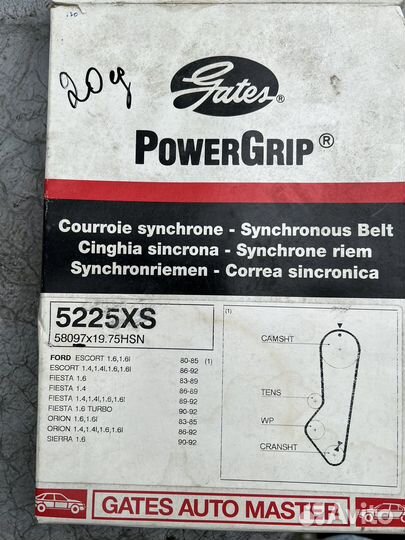 20g
Gates®
POWERGRIP®
Courroie synchrone - Synchronous Belt
Cinghia sincrona - Synchrone riem
Synchronriemen - Correa sincronica
5225XS
58097x19.75HSN
FORD ESCORT 1.6,1.6I 80-85 (1)
ESCORT 1.4,1.4I,1.6,1.6I 86-92
FIESTA 1.6 83-89
FIESTA 1.4 86-89
FIESTA 1.4,1.4I,1.6,1.6I 89-92
FIESTA 1.6 TURBO 90-92
ORION 1.6,1.6I 83-85
ORION 1.4,1.4I,1.6,1.6I 86-92
SIERRA 1.6 90-92
(1)
CAMSHT
TENS
WP
CRANSHT
GATES AUTO MASTER
Avito